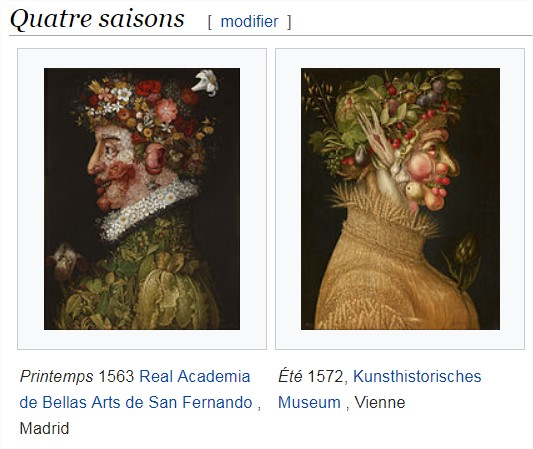 Quatre saisons [ modifier ]
Printemps 1563 Real Academia
de Bellas Arts de San Fernando ,
Madrid
Été 1572, Kunsthistorisches
Museum , Vienne